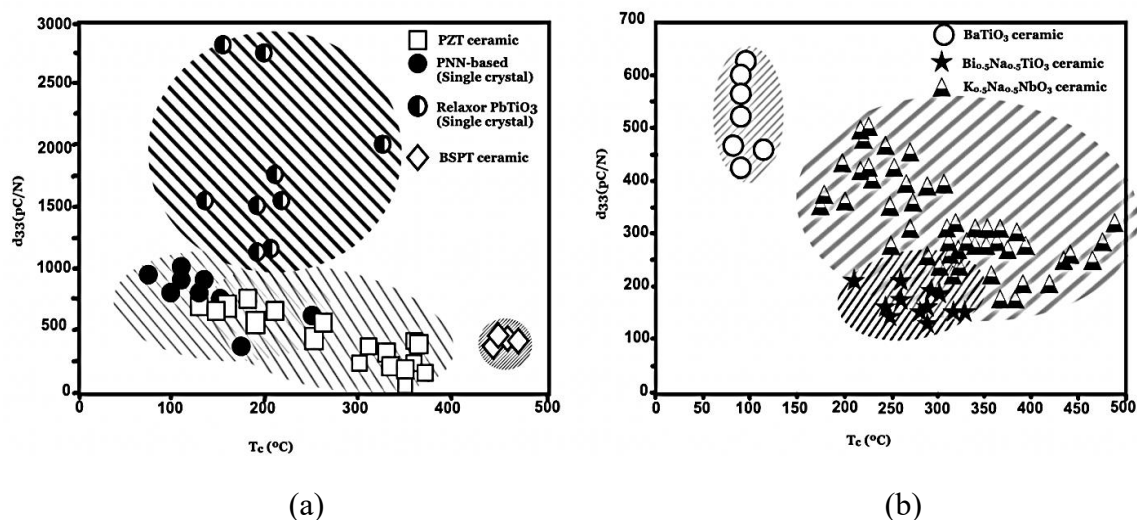 3000
2500
2000
1500
1000
500
0
d33(pC/N)
PZT ceramic
PNN-based
(Single crystal)
Relaxor PbTiO₃
(Single crystal)
BSPT ceramic
100
200
300
400
500
Tc (ºC)
(a)
700
600
500
400
300
200
100
0
d33(pC/N)
BaTiO₃ ceramic
Bi₀.₅Na₀.₅TiO₃ ceramic
K₀.₅Na₀.₅NbO₃ ceramic
0
50
100
150
200
250
300
350
400
450
500
Tc (ºC)
(b)